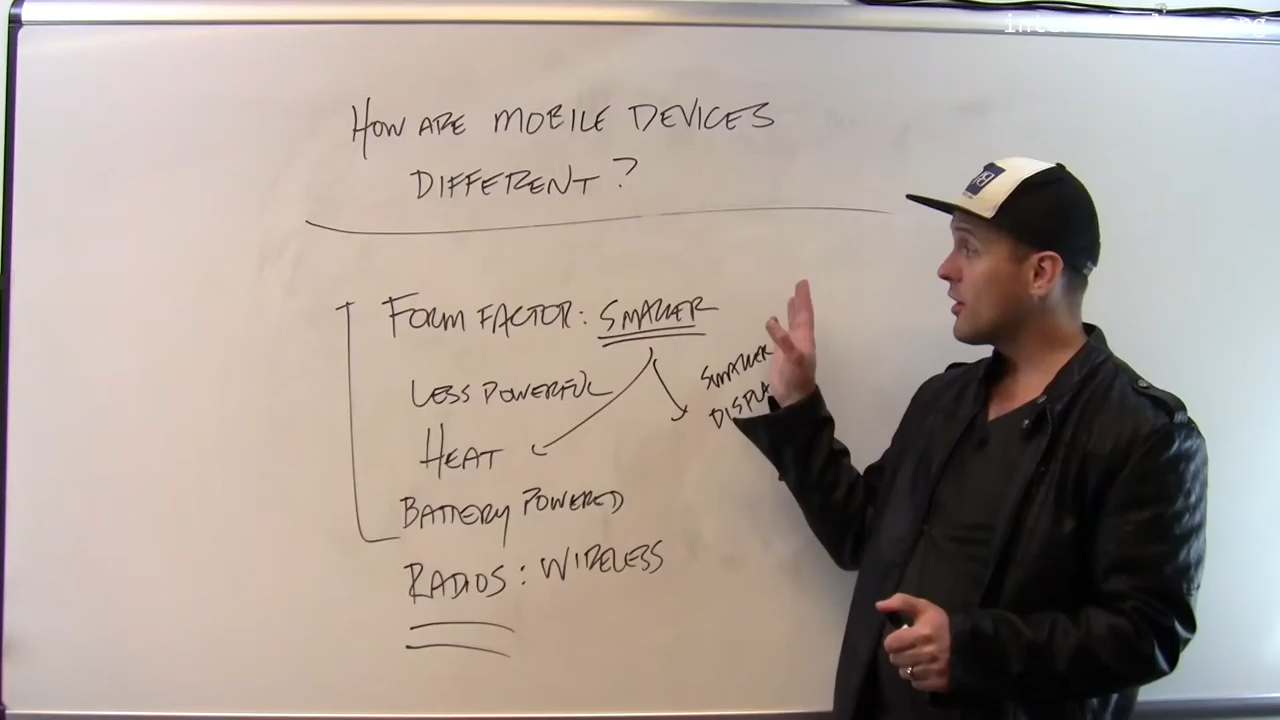 HOW ARE MOBILE DEVICES
DIFFERENT?
FORM FACTOR: SMALLER
LESS POWERFUL
SMALLER
DISPLA
HEAT
BATTERY POWERED
RADIOS: WIRELESS